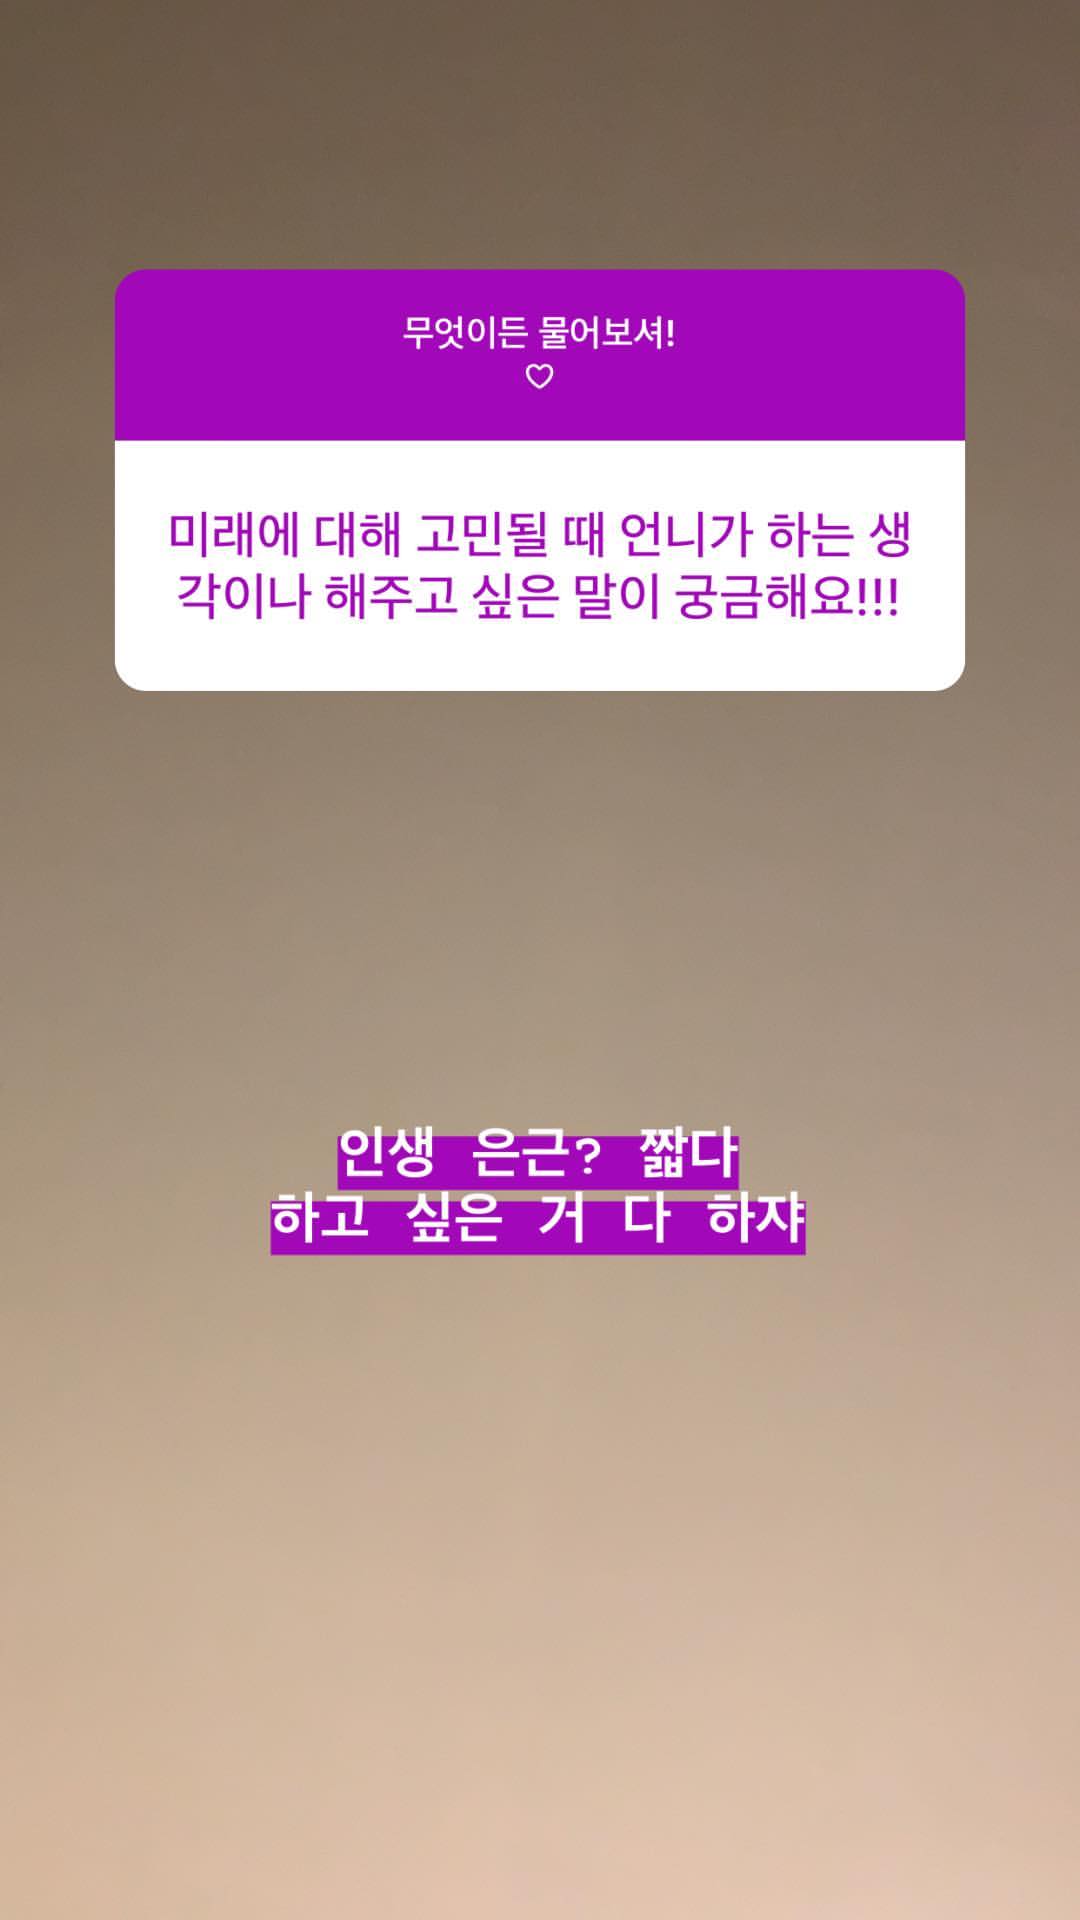 무엇이든 물어보셔!
♡
미래에 대해 고민될 때 언니가 하는 생
각이나 해주고 싶은 말이 궁금해요!!!
인생 은근? 짧다
하고 싶은 거 다 하쟈